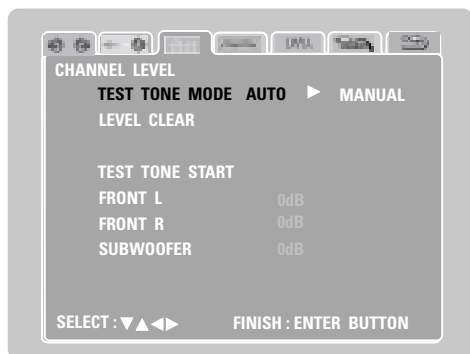 CHANNEL LEVEL
TEST TONE MODE AUTO ▶ MANUAL
LEVEL CLEAR
TEST TONE START
FRONT L 0dB
FRONT R 0dB
SUBWOOFER 0dB
SELECT : ▼▲◀▶ FINISH : ENTER BUTTON